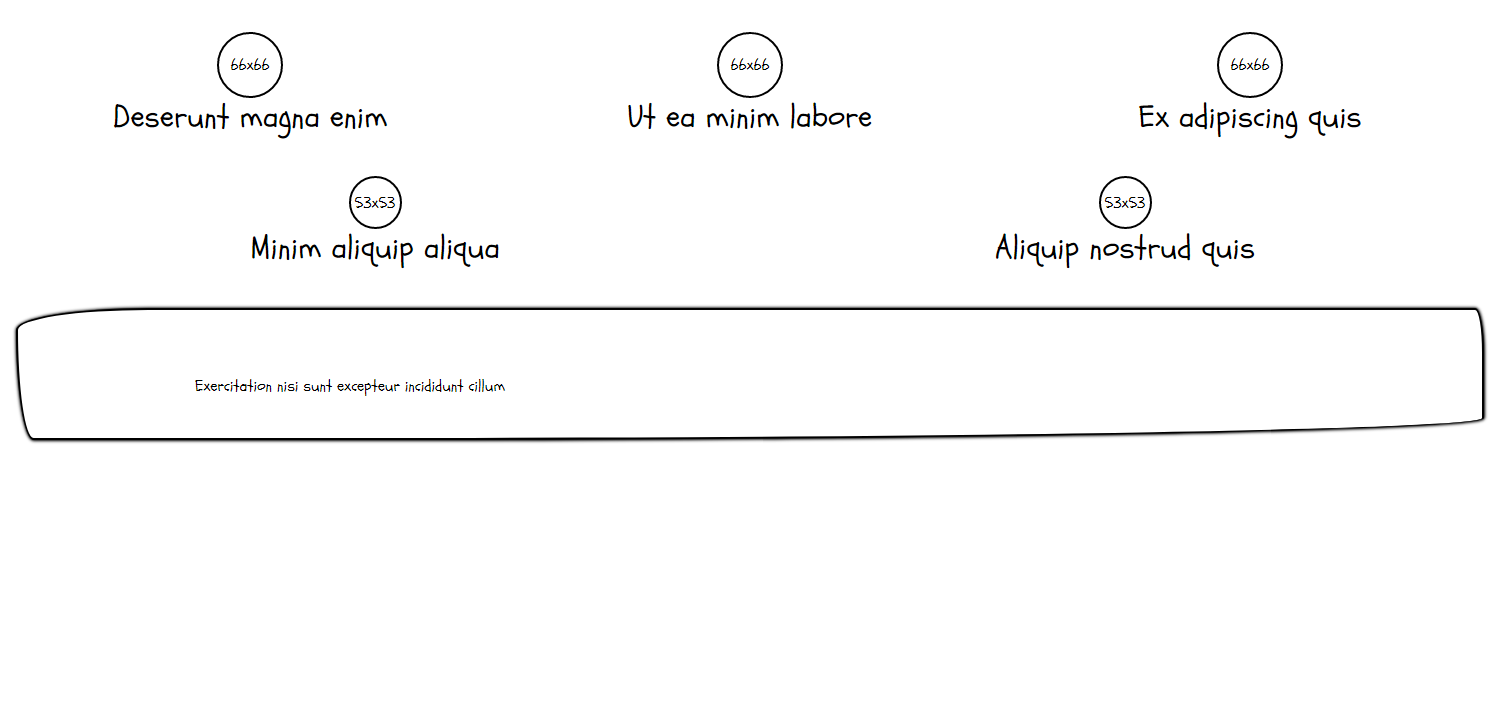 66x66 66x66 66x66
Deserunt magna enim Ut ea minim labore Ex adipiscing quis
53x53 53x53
Minim aliquip aliqua Aliquip nostrud quis
Exercitation nisi sunt excepteur incididunt cillum